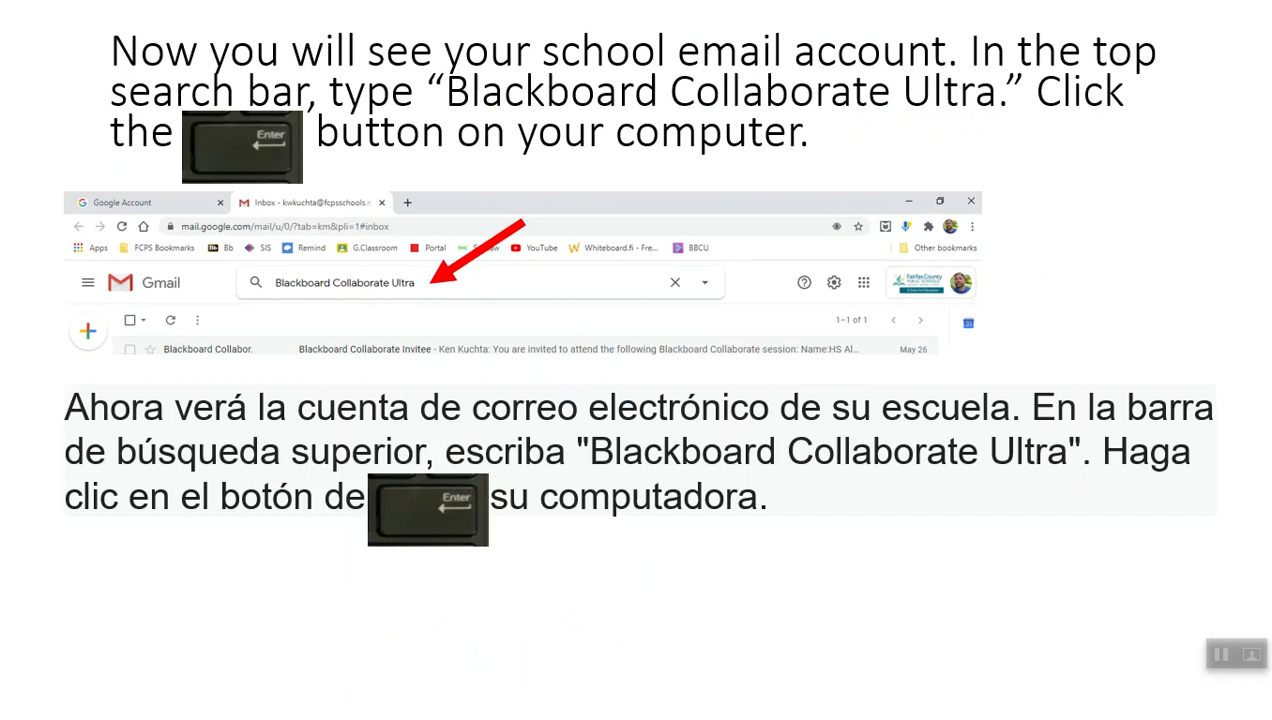 Now you will see your school email account. In the top
search bar, type “Blackboard Collaborate Ultra.” Click
the Enter button on your computer.
Google Account
Inbox - kwkuchta@fcpsschools.n
mail.google.com/mail/u/0/?tab=km&pli=1#inbox
Apps FCPS Bookmarks Bb Bb SIS Remind G.Classroom Portal YouTube Whiteboard.fi - Fre... BBCU Other bookmarks
Gmail Blackboard Collaborate Ultra Fairfax County
PUBLIC SCHOOLS
1–1 of 1
Blackboard Collabor. Blackboard Collaborate Invitee - Ken Kuchta: You are invited to attend the following Blackboard Collaborate session: Name:HS Al... May 26
Ahora verá la cuenta de correo electrónico de su escuela. En la barra
de búsqueda superior, escriba "Blackboard Collaborate Ultra". Haga
clic en el botón de Enter su computadora.